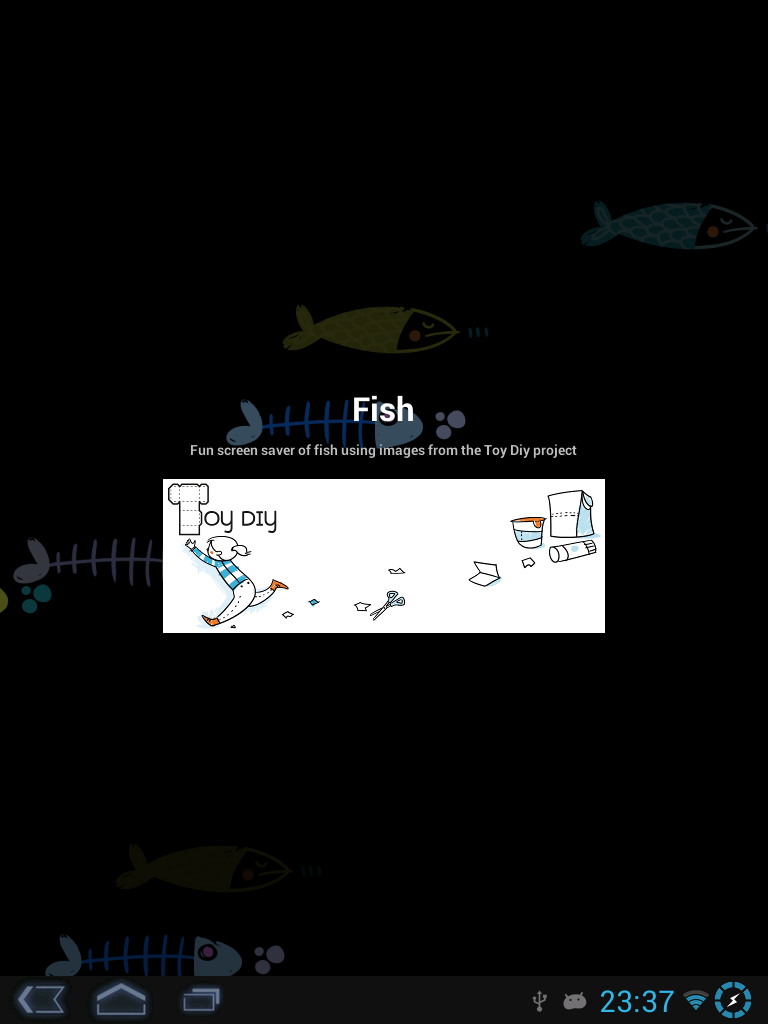 Fish
Fun screen saver of fish using images from the Toy Diy project
Toy DIY
23:37